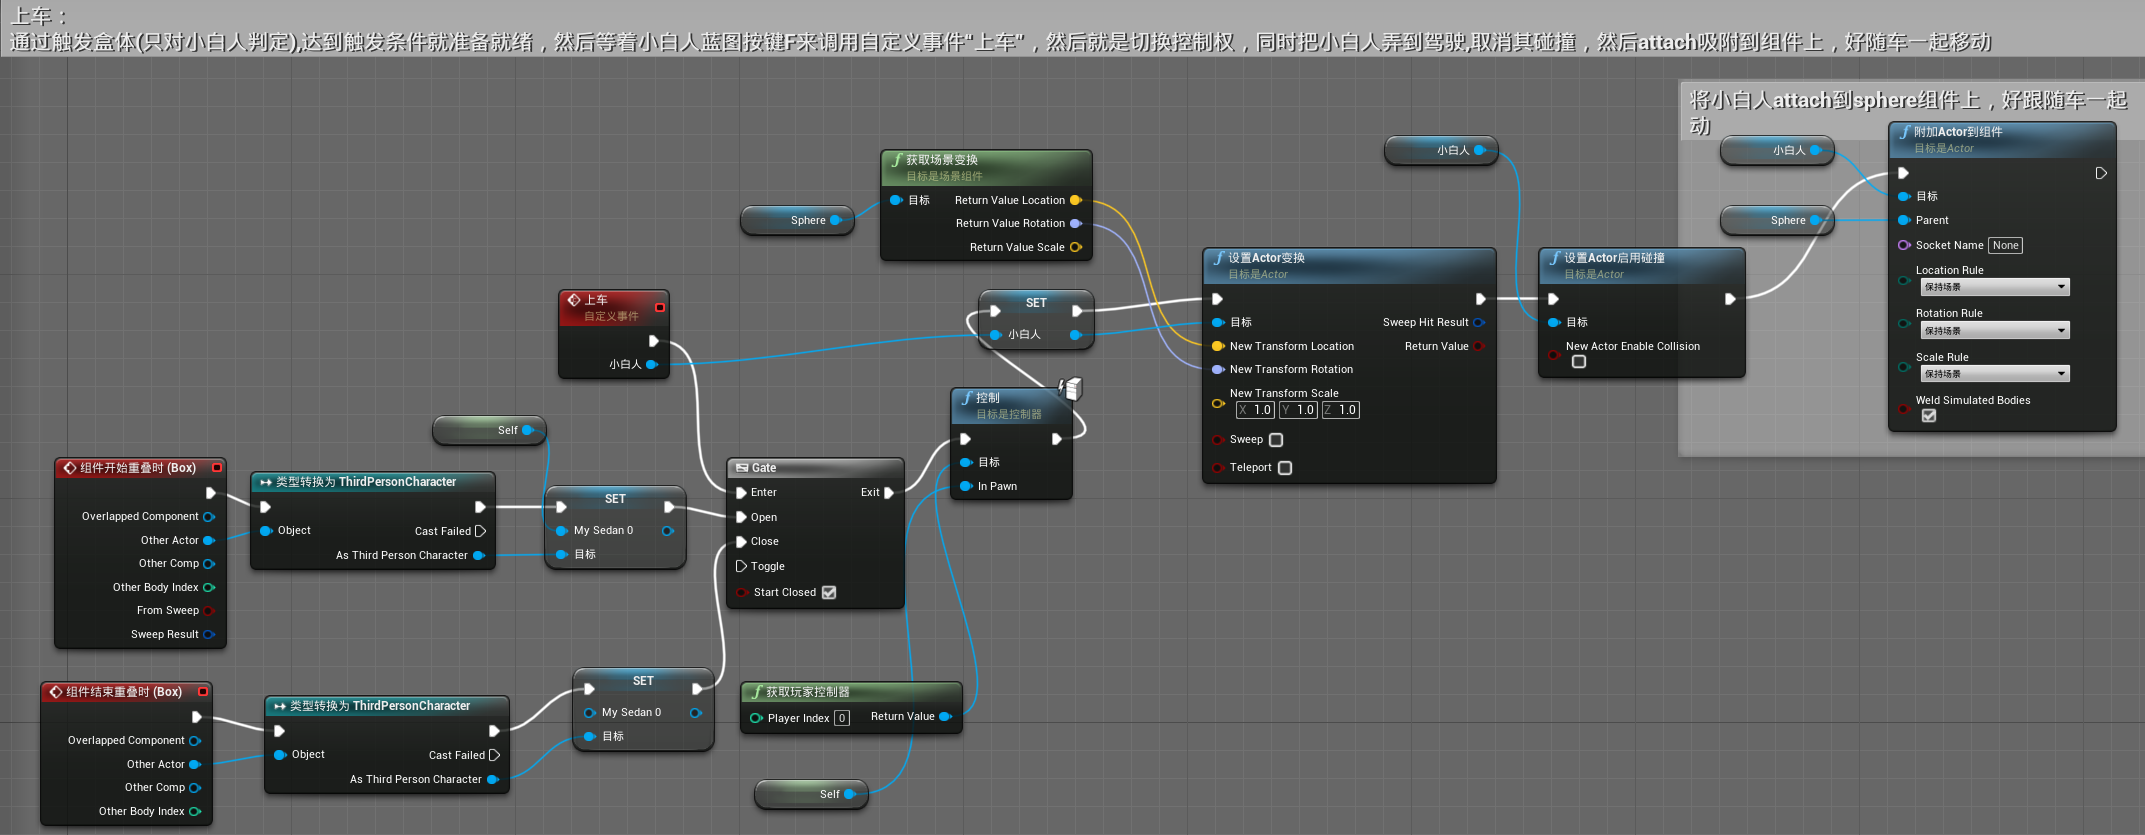 上车：
通过触发盒体(只对小白人判定),达到触发条件就准备就绪，然后等着小白人蓝图按键F来调用自定义事件"上车"，然后就是切换控制权，同时把小白人弄到驾驶,取消其碰撞，然后attach吸附到组件上，好随车一起移动
将小白人attach到sphere组件上，好跟随车一起
动
小白人
Sphere
附加Actor到组件
目标是Actor
目标
Parent
Socket Name None
Location Rule
保持场景
Rotation Rule
保持场景
Scale Rule
保持场景
Weld Simulated Bodies
小白人
获取场景变换
目标是场景组件
目标 Return Value Location
Return Value Rotation
Return Value Scale
Sphere
设置Actor变换
目标是Actor
目标 Sweep Hit Result
New Transform Location Return Value
New Transform Rotation
New Transform Scale
X 1.0 Y 1.0 Z 1.0
Sweep
Teleport
设置Actor启用碰撞
目标是Actor
目标
New Actor Enable Collision
上车
自定义事件
小白人
SET
小白人
控制
目标是控制器
目标
In Pawn
Self
组件开始重叠时 (Box)
Overlapped Component
Other Actor
Other Comp
Other Body Index
From Sweep
Sweep Result
类型转换为 ThirdPersonCharacter
Object Cast Failed
As Third Person Character
SET
My Sedan 0
目标
Gate
Enter Exit
Open
Close
Toggle
Start Closed
组件结束重叠时 (Box)
Overlapped Component
Other Actor
Other Comp
Other Body Index
类型转换为 ThirdPersonCharacter
Object Cast Failed
As Third Person Character
SET
My Sedan 0
目标
获取玩家控制器
Player Index 0 Return Value
Self